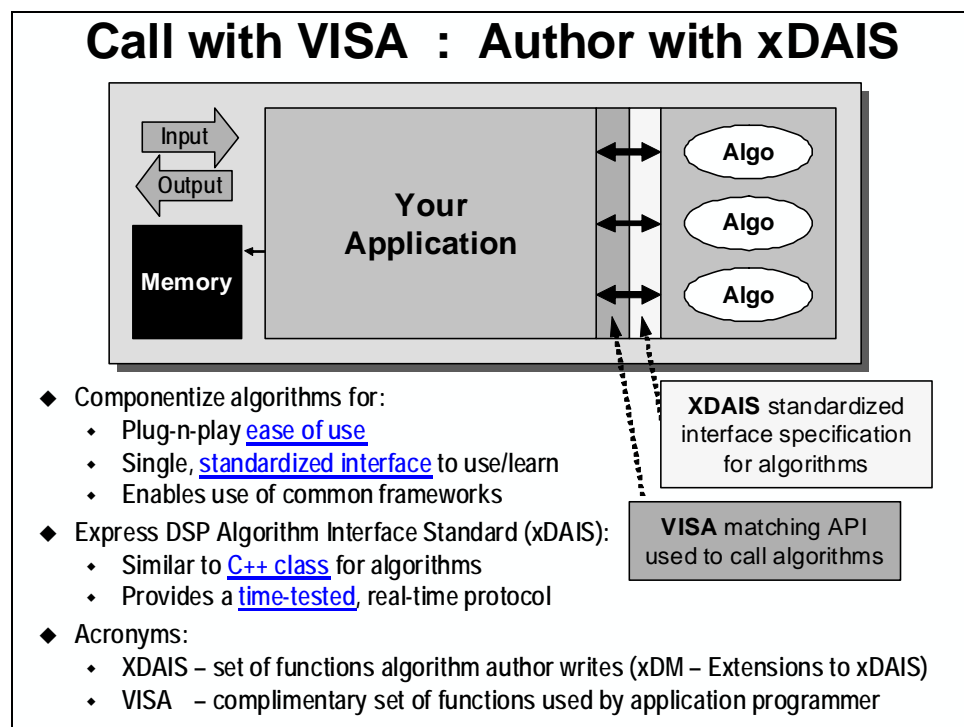 Call with VISA : Author with xDAIS
Input
Output
Memory
Your
Application
Algo
Algo
Algo
XDAIS standardized
interface specification
for algorithms
VISA matching API
used to call algorithms
◆ Componentize algorithms for:
◆ Plug-n-play ease of use
◆ Single, standardized interface to use/learn
◆ Enables use of common frameworks
◆ Express DSP Algorithm Interface Standard (xDAIS):
◆ Similar to C++ class for algorithms
◆ Provides a time-tested, real-time protocol
◆ Acronyms:
◆ XDAIS – set of functions algorithm author writes (xDM – Extensions to xDAIS)
◆ VISA – complimentary set of functions used by application programmer